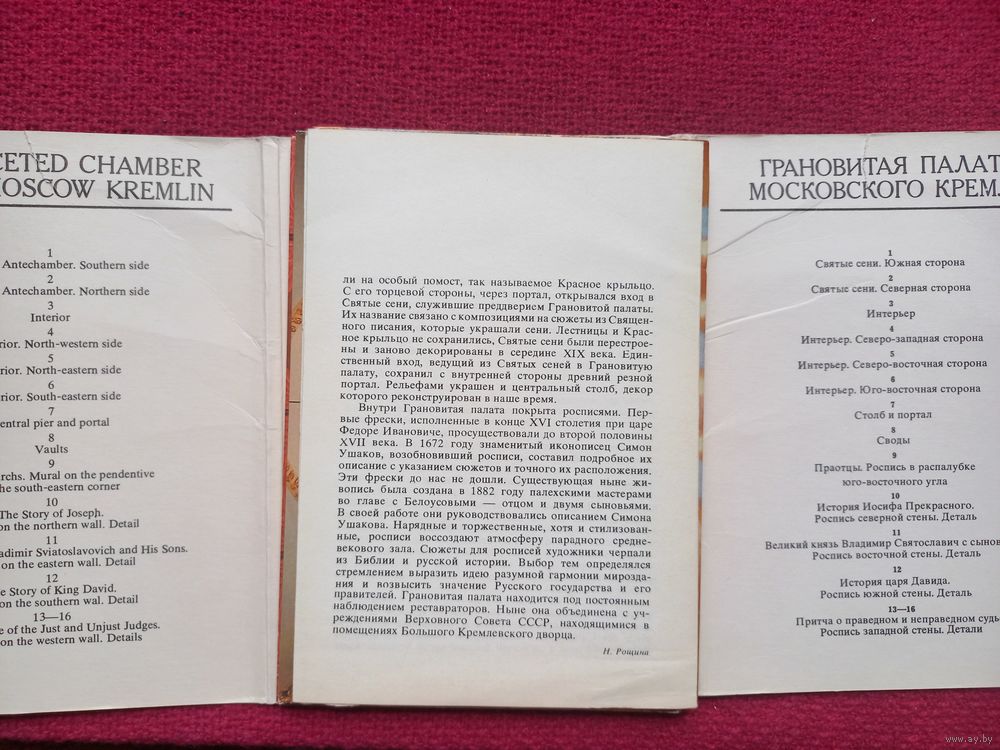 CETED CHAMBER
MOSCOW KREMLIN
1
Antechamber. Southern side
2
Antechamber. Northern side
3
Interior
4
rior. North-western side
5
rior. North-eastern side
6
rior. South-eastern side
7
entral pier and portal
8
Vaults
9
rchs. Mural on the pendentive
the south-eastern corner
10
The Story of Joseph.
on the northern wall. Detail
11
adimir Sviatoslavovich and His Sons.
on the eastern wall. Detail
12
e Story of King David.
on the southern wal. Detail
13—16
e of the Just and Unjust Judges.
on the western wall. Details
ли на особый помост, так называемое Красное крыльцо.
С его торцевой стороны, через портал, открывался вход в
Святые сени, служившие преддверием Грановитой палаты.
Их название связано с композициями на сюжеты из Священ-
ного писания, которые украшали сени. Лестницы и Крас-
ное крыльцо не сохранились, Святые сени были перестрое-
ны и заново декорированы в середине XIX века. Един-
ственный вход, ведущий из Святых сеней в Грановитую
палату, сохранил с внутренней стороны древний резной
портал. Рельефами украшен и центральный столб, декор
которого реконструирован в наше время.
Внутри Грановитая палата покрыта росписями. Пер-
вые фрески, исполненные в конце XVI столетия при царе
Федоре Ивановиче, просуществовали до второй половины
XVII века. В 1672 году знаменитый иконописец Симон
Ушаков, возобновивший росписи, составил подробное их
описание с указанием сюжетов и точного их расположения.
Эти фрески до нас не дошли. Существующая ныне жи-
вопись была создана в 1882 году палехскими мастерами
во главе с Белоусовыми — отцом и двумя сыновьями.
В своей работе они руководствовались описанием Симона
Ушакова. Нарядные и торжественные, хотя и стилизован-
ные, росписи воссоздают атмосферу парадного средне-
векового зала. Сюжеты для росписей художники черпали
из Библии и русской истории. Выбор тем определялся
стремлением выразить идею разумной гармонии мирозда-
ния и возвысить значение Русского государства и его
правителей. Грановитая палата находится под постоянным
наблюдением реставраторов. Ныне она объединена с уч-
реждениями Верховного Совета СССР, находящимися в
помещениях Большого Кремлевского дворца.
Н. Рощина
ГРАНОВИТАЯ ПАЛАТ
МОСКОВСКОГО КРЕМЛ
1
Святые сени. Южная сторона
2
Святые сени. Северная сторона
3
Интерьер
4
Интерьер. Северо-западная сторона
5
Интерьер. Северо-восточная сторона
6
Интерьер. Юго-восточная сторона
7
Столб и портал
8
Своды
9
Праотцы. Роспись в распалубке
юго-восточного угла
10
История Иосифа Прекрасного.
Роспись северной стены. Деталь
11
Великий князь Владимир Святославич с сынов
Роспись восточной стены. Деталь
12
История царя Давида.
Роспись южной стены. Деталь
13—16
Притча о праведном и неправедном судь
Роспись западной стены. Детали
www.ay.by